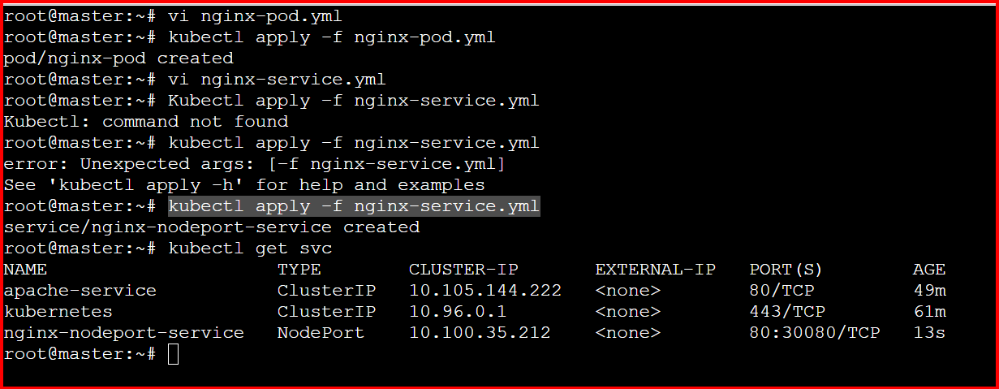 root@master:~# vi nginx-pod.yml
root@master:~# kubectl apply -f nginx-pod.yml
pod/nginx-pod created
root@master:~# vi nginx-service.yml
root@master:~# Kubectl apply -f nginx-service.yml
Kubectl: command not found
root@master:~# kubectl apply –f nginx-service.yml
error: Unexpected args: [–f nginx-service.yml]
See 'kubectl apply -h' for help and examples
root@master:~# kubectl apply -f nginx-service.yml
service/nginx-nodeport-service created
root@master:~# kubectl get svc
NAME                     TYPE        CLUSTER-IP       EXTERNAL-IP   PORT(S)        AGE
apache-service           ClusterIP   10.105.144.222   <none>        80/TCP         49m
kubernetes               ClusterIP   10.96.0.1        <none>        443/TCP        61m
nginx-nodeport-service   NodePort    10.100.35.212    <none>        80:30080/TCP   13s
root@master:~#